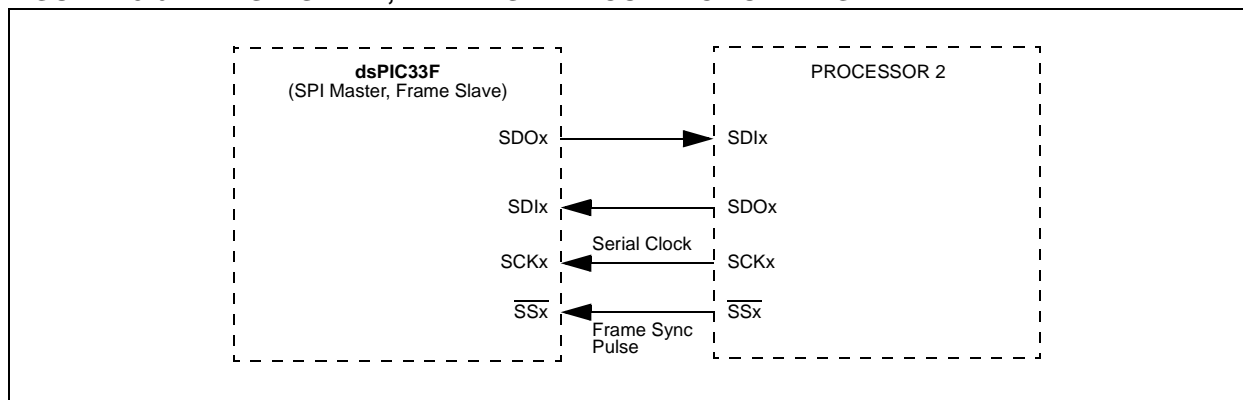 dsPIC33F
(SPI Master, Frame Slave)
PROCESSOR 2
SDOx
SDIx
SDIx
SDOx
Serial Clock
SCKx
SCKx
SSx
SSx
Frame Sync
Pulse